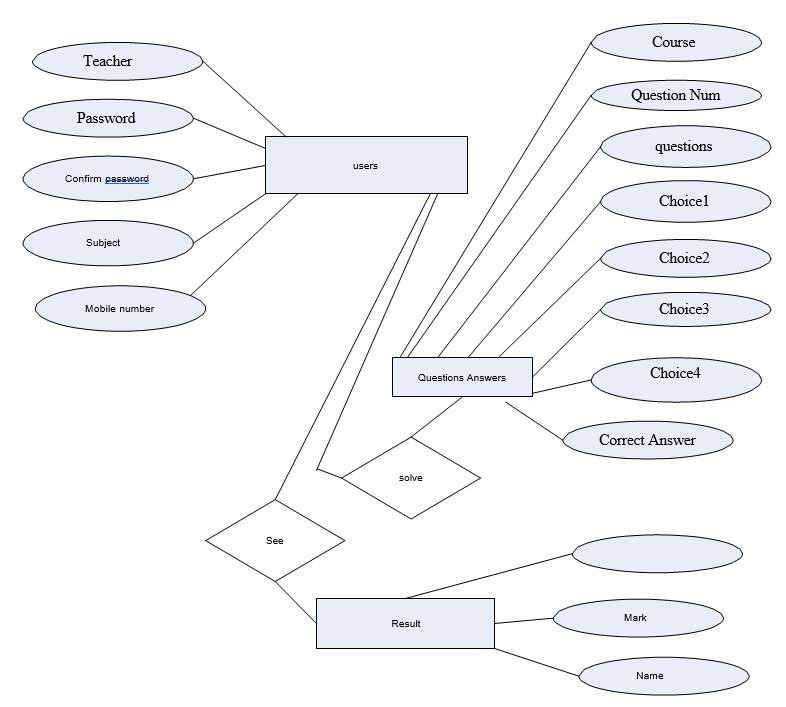 Teacher
Password
Confirm password
Subject
Mobile number
users
Course
Question Num
questions
Choice1
Choice2
Choice3
Choice4
Correct Answer
Questions Answers
solve
See
Result
Mark
Name